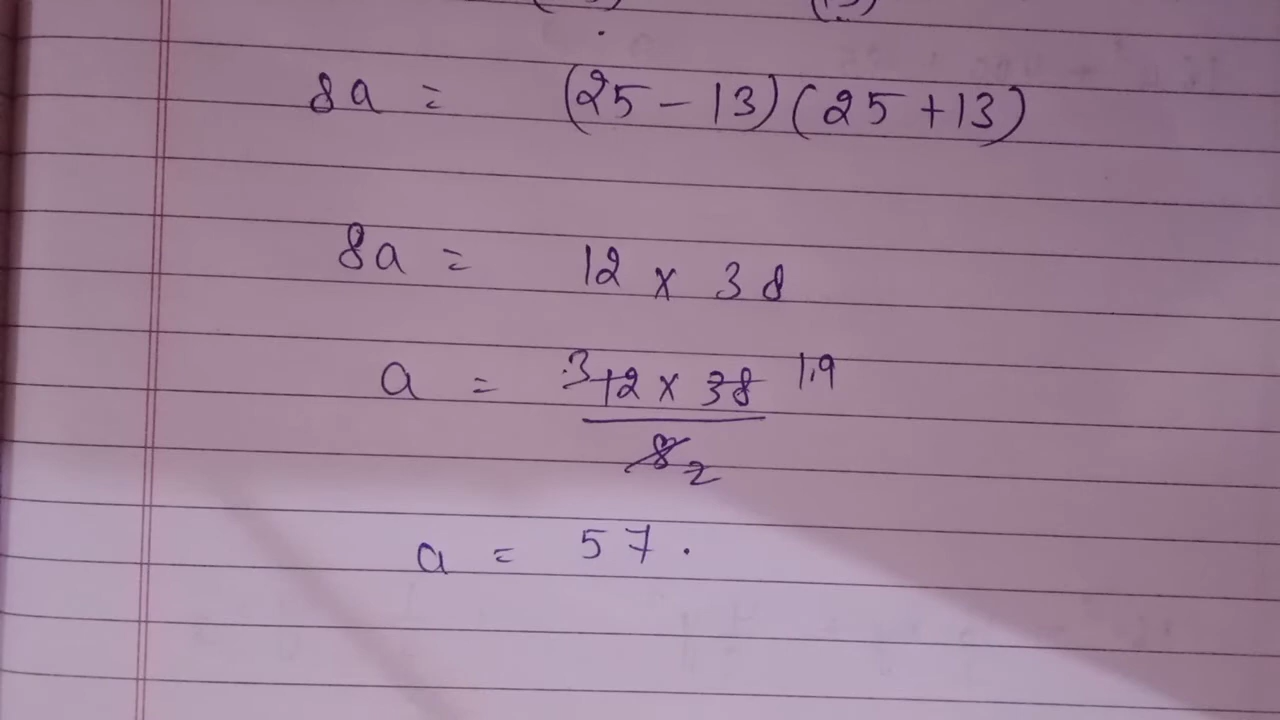 8a = (25 - 13)(25 + 13)
8a = 12 x 38
a = 3 12 x 38 19
8 2
a = 57.